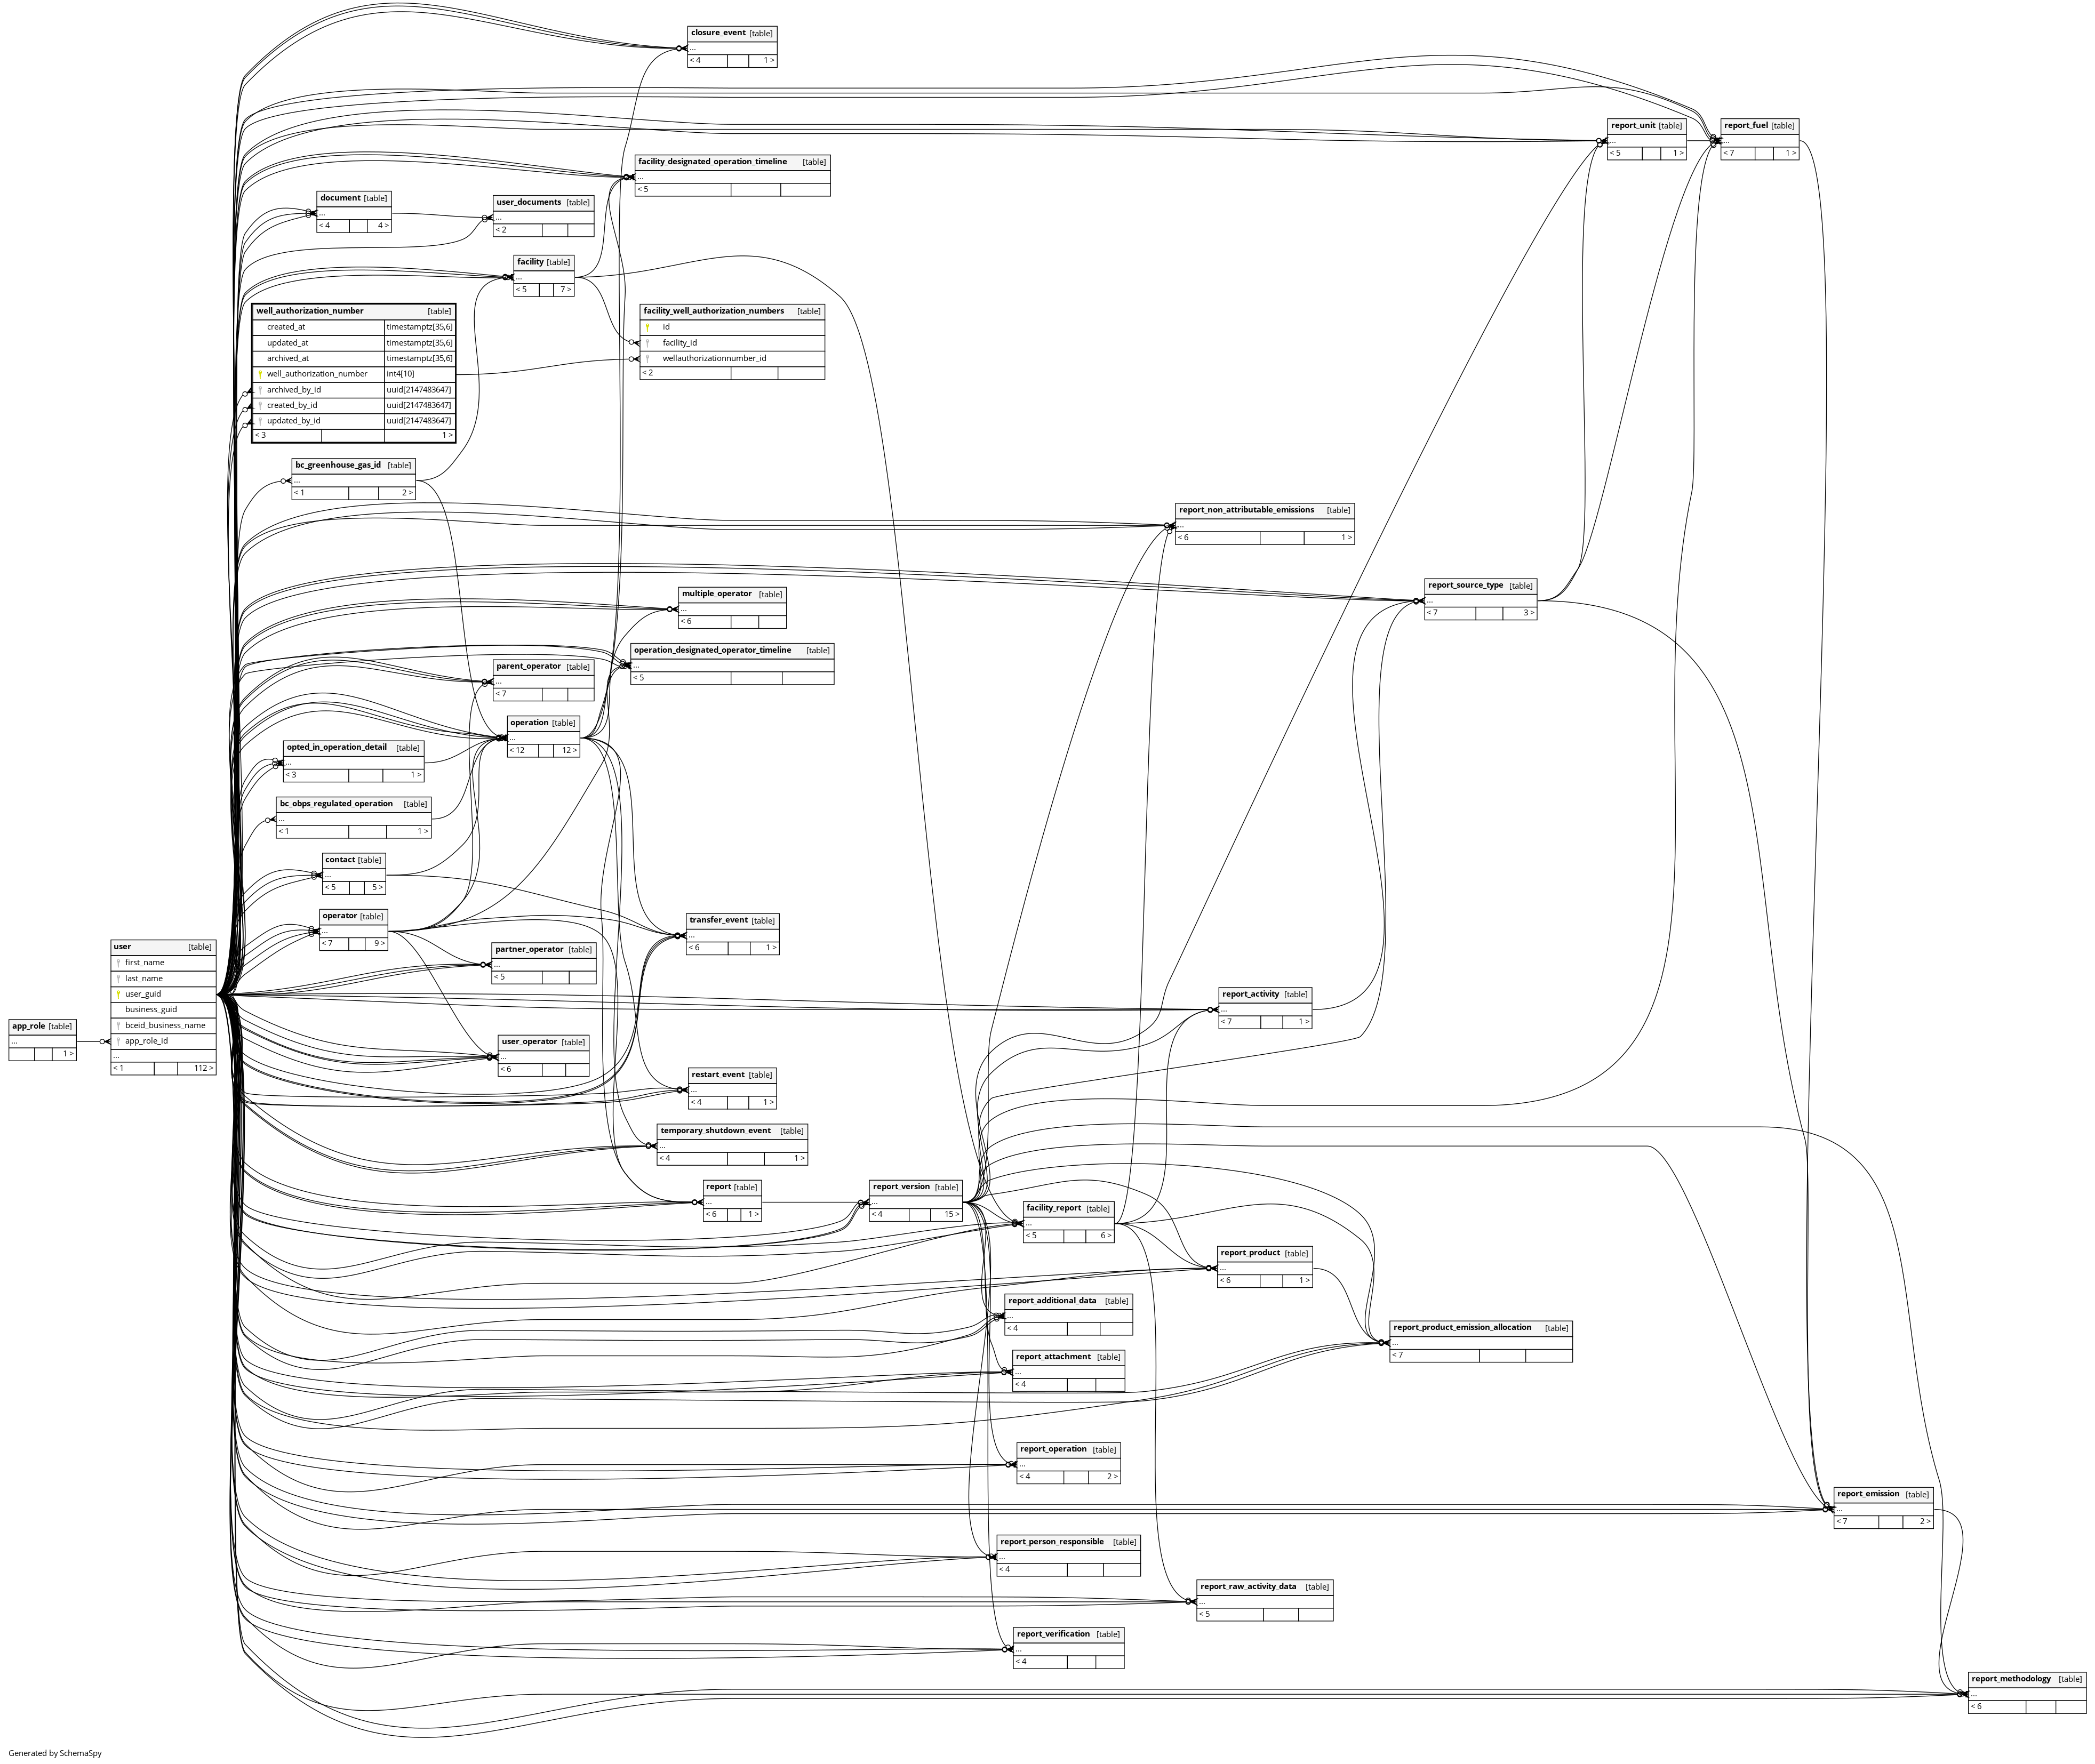 closure_event [table]
...
< 4 1 >
report_unit [table]
...
< 5 1 >
report_fuel [table]
...
< 7 1 >
facility_designated_operation_timeline [table]
...
< 5
document [table]
...
< 4 4 >
user_documents [table]
...
< 2
facility [table]
...
< 5 7 >
well_authorization_number [table]
created_at timestamptz[35,6]
updated_at timestamptz[35,6]
archived_at timestamptz[35,6]
well_authorization_number int4[10]
archived_by_id uuid[2147483647]
created_by_id uuid[2147483647]
updated_by_id uuid[2147483647]
< 3 1 >
facility_well_authorization_numbers [table]
id
facility_id
wellauthorizationnumber_id
< 2
bc_greenhouse_gas_id [table]
...
< 1 2 >
report_non_attributable_emissions [table]
...
< 6 1 >
report_source_type [table]
...
< 7 3 >
multiple_operator [table]
...
< 6
operation_designated_operator_timeline [table]
...
< 5
parent_operator [table]
...
< 7
operation [table]
...
< 12 12 >
opted_in_operation_detail [table]
...
< 3 1 >
bc_obps_regulated_operation [table]
...
< 1 1 >
contact [table]
...
< 5 5 >
operator [table]
...
< 7 9 >
transfer_event [table]
...
< 6 1 >
partner_operator [table]
...
< 5
user [table]
first_name
last_name
user_guid
business_guid
bceid_business_name
app_role_id
...
< 1 112 >
app_role [table]
...
1 >
report_activity [table]
...
< 7 1 >
user_operator [table]
...
< 6
restart_event [table]
...
< 4 1 >
temporary_shutdown_event [table]
...
< 4 1 >
report [table]
...
< 6 1 >
report_version [table]
...
< 4 15 >
facility_report [table]
...
< 5 6 >
report_product [table]
...
< 6 1 >
report_additional_data [table]
...
< 4
report_product_emission_allocation [table]
...
< 7
report_attachment [table]
...
< 4
report_operation [table]
...
< 4 2 >
report_emission [table]
...
< 7 2 >
report_person_responsible [table]
...
< 4
report_raw_activity_data [table]
...
< 5
report_verification [table]
...
< 4
report_methodology [table]
...
< 6
Generated by SchemaSpy